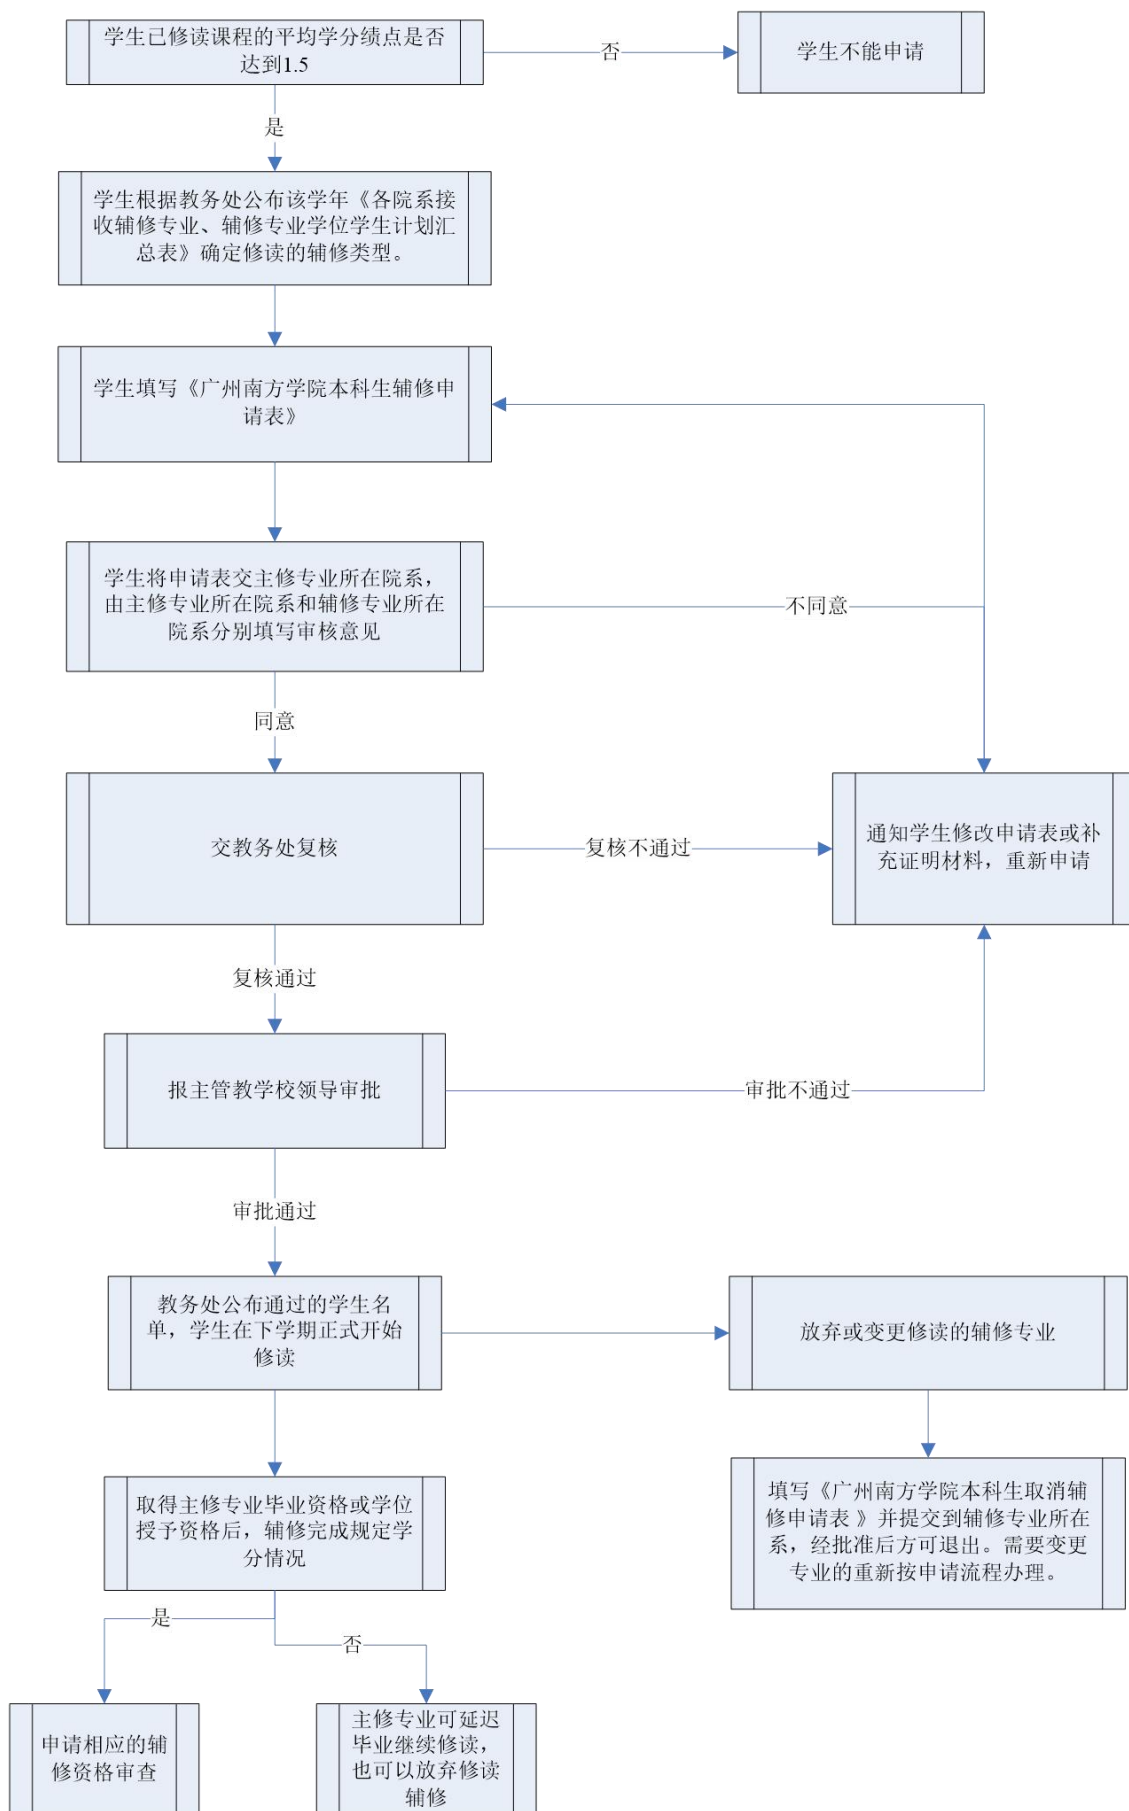 学生已修读课程的平均学分绩点是否
达到1.5
否
学生不能申请
是
学生根据教务处公布该学年《各院系接
收辅修专业、辅修专业学位学生计划汇
总表》确定修读的辅修类型。
学生填写《广州南方学院本科生辅修申
请表》
学生将申请表交主修专业所在院系，
由主修专业所在院系和辅修专业所在
院系分别填写审核意见
不同意
同意
交教务处复核
复核不通过
通知学生修改申请表或补
充证明材料，重新申请
复核通过
报主管教学校领导审批
审批不通过
审批通过
教务处公布通过的学生名
单，学生在下学期正式开始
修读
放弃或变更修读的辅修专业
填写《广州南方学院本科生取消辅
修申请表 》并提交到辅修专业所在
系，经批准后方可退出。需要变更
专业的重新按申请流程办理。
取得主修专业毕业资格或学位
授予资格后，辅修完成规定学
分情况
是
否
申请相应的辅
修资格审查
主修专业可延迟
毕业继续修读，
也可以放弃修读
辅修